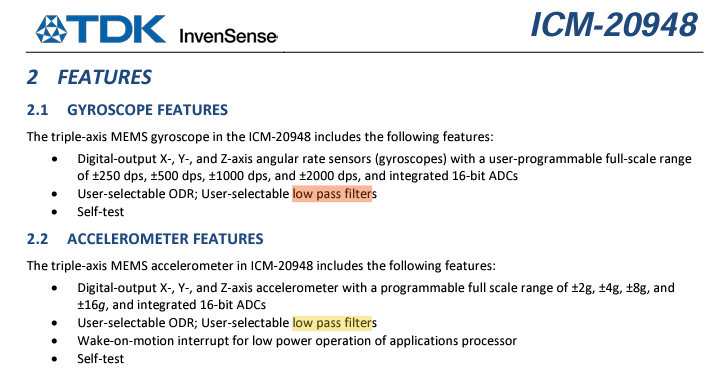 TDK InvenSense ICM-20948
2 FEATURES
2.1 GYROSCOPE FEATURES
The triple-axis MEMS gyroscope in the ICM-20948 includes the following features:
• Digital-output X-, Y-, and Z-axis angular rate sensors (gyroscopes) with a user-programmable full-scale range
of ±250 dps, ±500 dps, ±1000 dps, and ±2000 dps, and integrated 16-bit ADCs
• User-selectable ODR; User-selectable low pass filters
• Self-test
2.2 ACCELEROMETER FEATURES
The triple-axis MEMS accelerometer in ICM-20948 includes the following features:
• Digital-output X-, Y-, and Z-axis accelerometer with a programmable full scale range of ±2g, ±4g, ±8g, and
±16g, and integrated 16-bit ADCs
• User-selectable ODR; User-selectable low pass filters
• Wake-on-motion interrupt for low power operation of applications processor
• Self-test